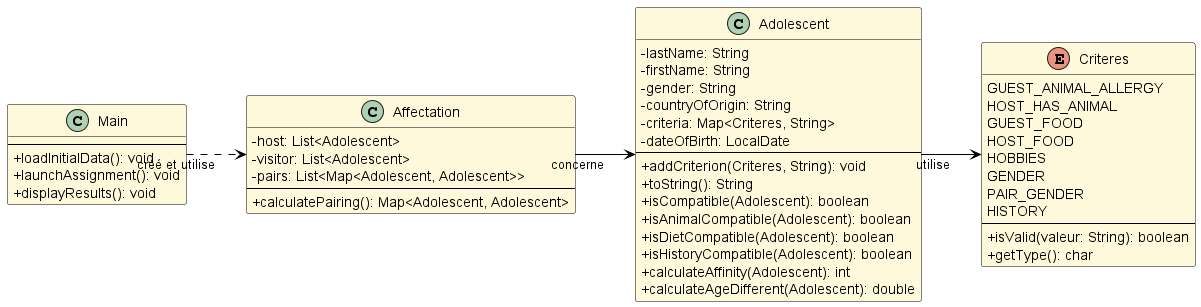 C Main
+loadInitialData(): void
+launchAssignment(): void
+displayResults(): void
créé et utilise
C Affectation
-host: List<Adolescent>
-visitor: List<Adolescent>
-pairs: List<Map<Adolescent, Adolescent>>
+calculatePairing(): Map<Adolescent, Adolescent>
concerne
C Adolescent
-lastName: String
-firstName: String
-gender: String
-countryOfOrigin: String
-criteria: Map<Criteres, String>
-dateOfBirth: LocalDate
+addCriterion(Criteres, String): void
+toString(): String
+isCompatible(Adolescent): boolean
+isAnimalCompatible(Adolescent): boolean
+isDietCompatible(Adolescent): boolean
+isHistoryCompatible(Adolescent): boolean
+calculateAffinity(Adolescent): int
+calculateAgeDifferent(Adolescent): double
utilise
E Criteres
GUEST_ANIMAL_ALLERGY
HOST_HAS_ANIMAL
GUEST_FOOD
HOST_FOOD
HOBBIES
GENDER
PAIR_GENDER
HISTORY
+isValid(valeur: String): boolean
+getType(): char